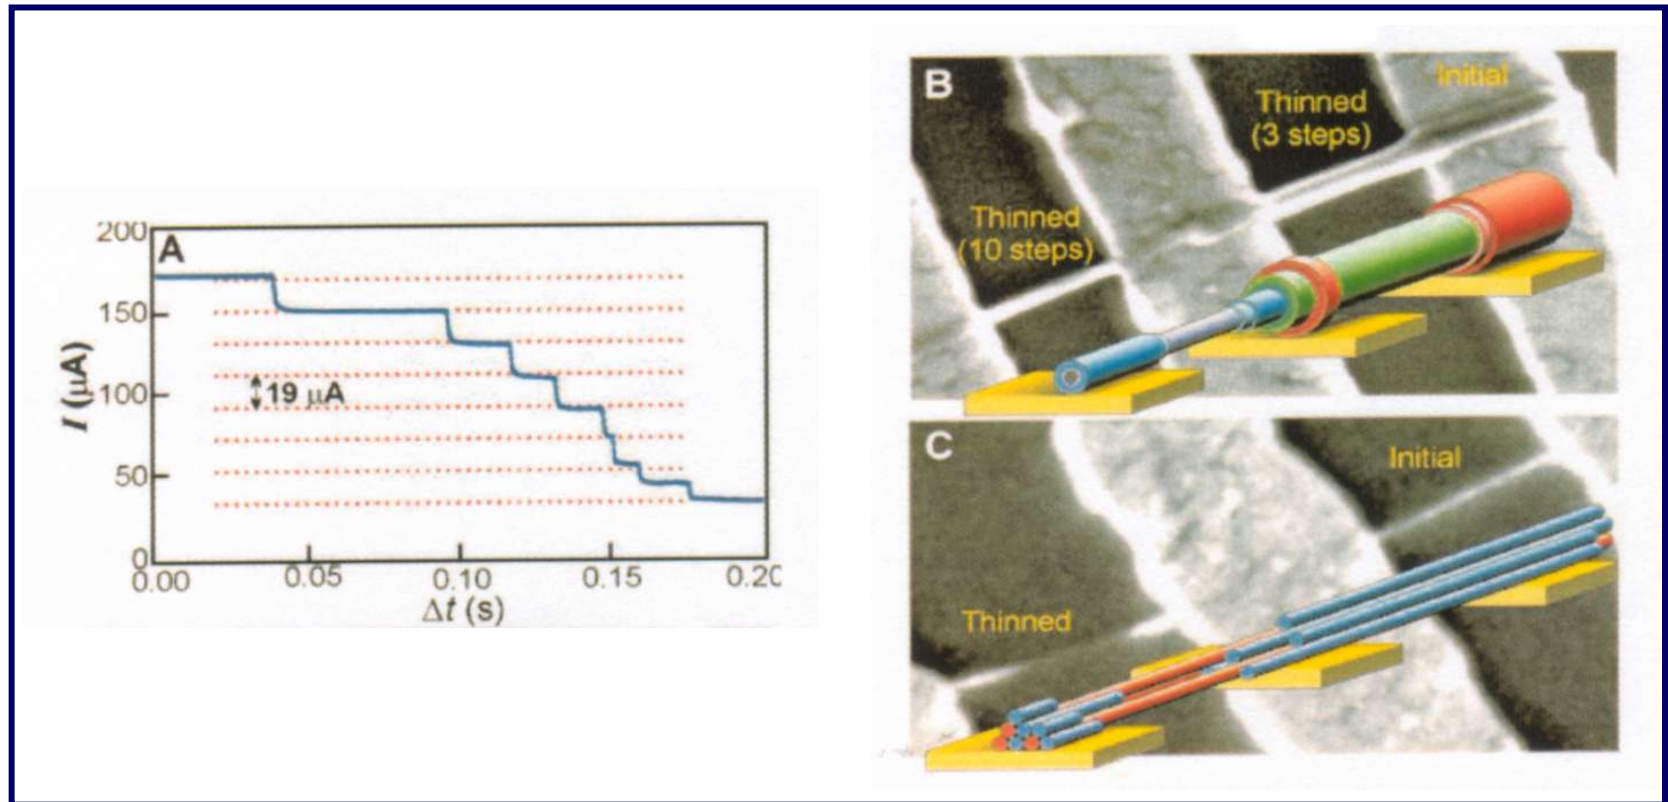 A
200
150
100
50
0
I (μA)
19 μA
0.00
0.05
0.10
0.15
0.20
Δt (s)
B
Initial
Thinned
(3 steps)
Thinned
(10 steps)
C
Initial
Thinned